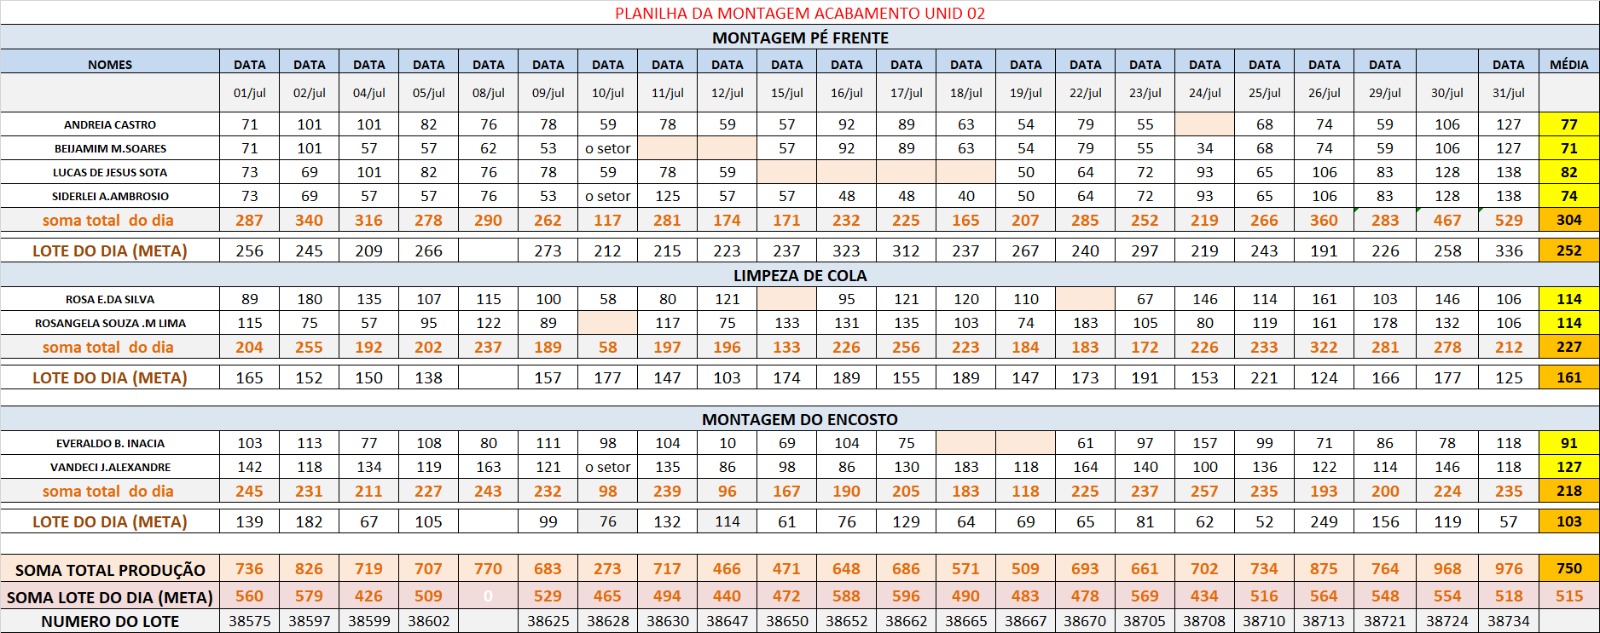 PLANILHA DA MONTAGEM ACABAMENTO UNID 02
MONTAGEM PÉ FRENTE
NOMES DATA DATA DATA DATA DATA DATA DATA DATA DATA DATA DATA DATA DATA DATA DATA DATA DATA DATA DATA DATA DATA MÉDIA
01/jul 02/jul 04/jul 05/jul 08/jul 09/jul 10/jul 11/jul 12/jul 15/jul 16/jul 17/jul 18/jul 19/jul 22/jul 23/jul 24/jul 25/jul 26/jul 29/jul 30/jul 31/jul
ANDREIA CASTRO 71 101 101 82 76 78 59 78 59 57 92 89 63 54 79 55 68 74 59 106 127 77
BEIJAMIM M.SOARES 71 101 57 57 62 53 o setor 57 92 89 63 54 79 55 34 68 74 59 106 127 71
LUCAS DE JESUS SOTA 73 69 101 82 76 78 59 78 59 50 64 72 93 65 106 83 128 138 82
SIDERLEI A.AMBROSIO 73 69 57 57 76 53 o setor 125 57 57 48 48 40 50 64 72 93 65 106 83 128 138 74
soma total do dia 287 340 316 278 290 262 117 281 174 171 232 225 165 207 285 252 219 266 360 283 467 529 304
LOTE DO DIA (META) 256 245 209 266 273 212 215 223 237 323 312 237 267 240 297 219 243 191 226 258 336 252
LIMPEZA DE COLA
ROSA E.DA SILVA 89 180 135 107 115 100 58 80 121 95 121 120 110 67 146 114 161 103 146 106 114
ROSANGELA SOUZA .M LIMA 115 75 57 95 122 89 117 75 133 131 135 103 74 183 105 80 119 161 178 132 106 114
soma total do dia 204 255 192 202 237 189 58 197 196 133 226 256 223 184 183 172 226 233 322 281 278 212 227
LOTE DO DIA (META) 165 152 150 138 157 177 147 103 174 189 155 189 147 173 191 153 221 124 166 177 125 161
MONTAGEM DO ENCOSTO
EVERALDO B. INACIA 103 113 77 108 80 111 98 104 10 69 104 75 61 97 157 99 71 86 78 118 91
VANDECI J.ALEXANDRE 142 118 134 119 163 121 o setor 135 86 98 86 130 183 118 164 140 100 136 122 114 146 118 127
soma total do dia 245 231 211 227 243 232 98 239 96 167 190 205 183 118 225 237 257 235 193 200 224 235 218
LOTE DO DIA (META) 139 182 67 105 99 76 132 114 61 76 129 64 69 65 81 62 52 249 156 119 57 103
SOMA TOTAL PRODUÇÃO 736 826 719 707 770 683 273 717 466 471 648 686 571 509 693 661 702 734 875 764 968 976 750
SOMA LOTE DO DIA (META) 560 579 426 509 0 529 465 494 440 472 588 596 490 483 478 569 434 516 564 548 554 518 515
NUMERO DO LOTE 38575 38597 38599 38602 38625 38628 38630 38647 38650 38652 38662 38665 38667 38670 38705 38708 38710 38713 38721 38724 38734